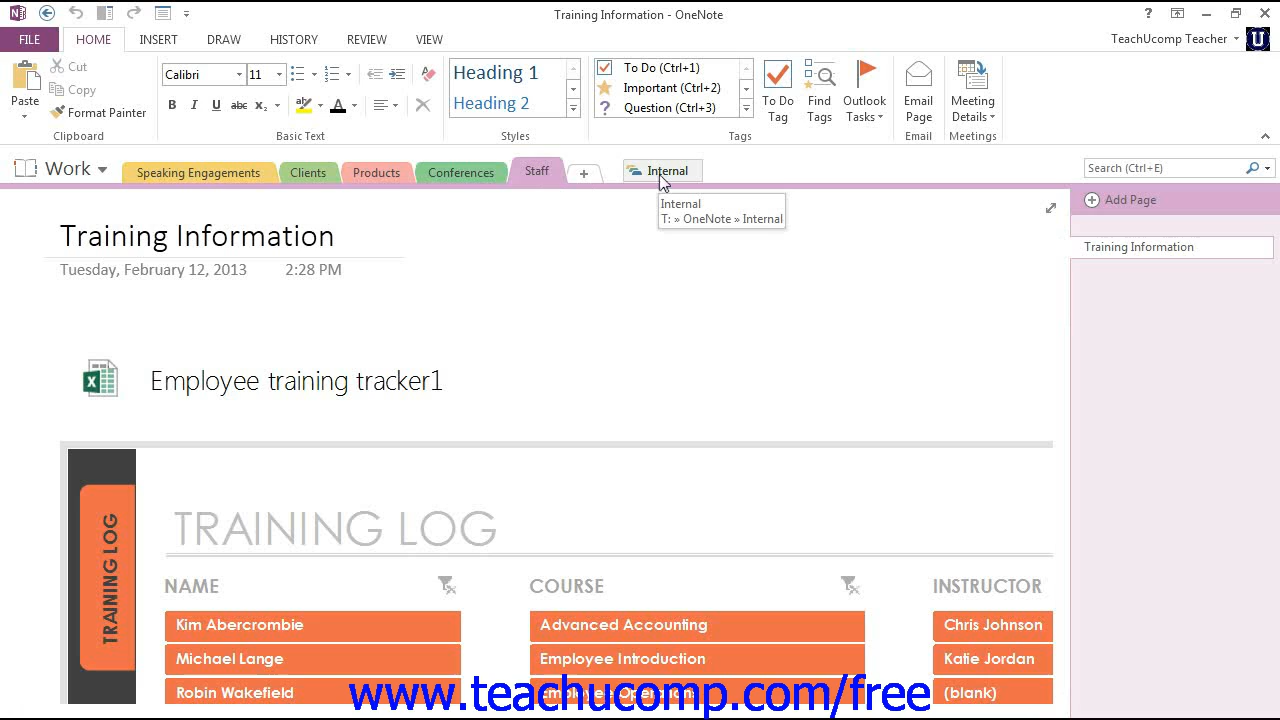 Training Information - OneNote
?
FILE HOME INSERT DRAW HISTORY REVIEW VIEW
TeachUcomp Teacher U
Paste
Cut
Copy
Format Painter
Clipboard
Calibri 11
B I U abc x₂ A
Basic Text
Heading 1
Heading 2
Styles
To Do (Ctrl+1)
Important (Ctrl+2)
? Question (Ctrl+3)
To Do Tag
Find Tags
Tags
Outlook Tasks
Email Page
Email
Meeting Details
Meetings
Work Speaking Engagements Clients Products Conferences Staff + Internal
Search (Ctrl+E)
Internal
T: » OneNote » Internal
Add Page
Training Information
Training Information
Tuesday, February 12, 2013 2:28 PM
Employee training tracker1
TRAINING LOG
TRAINING LOG
NAME COURSE INSTRUCTOR
Kim Abercrombie Advanced Accounting Chris Johnson
Michael Lange Employee Introduction Katie Jordan
Robin Wakefield Employee Operations (blank)
www.teachucomp.com/free